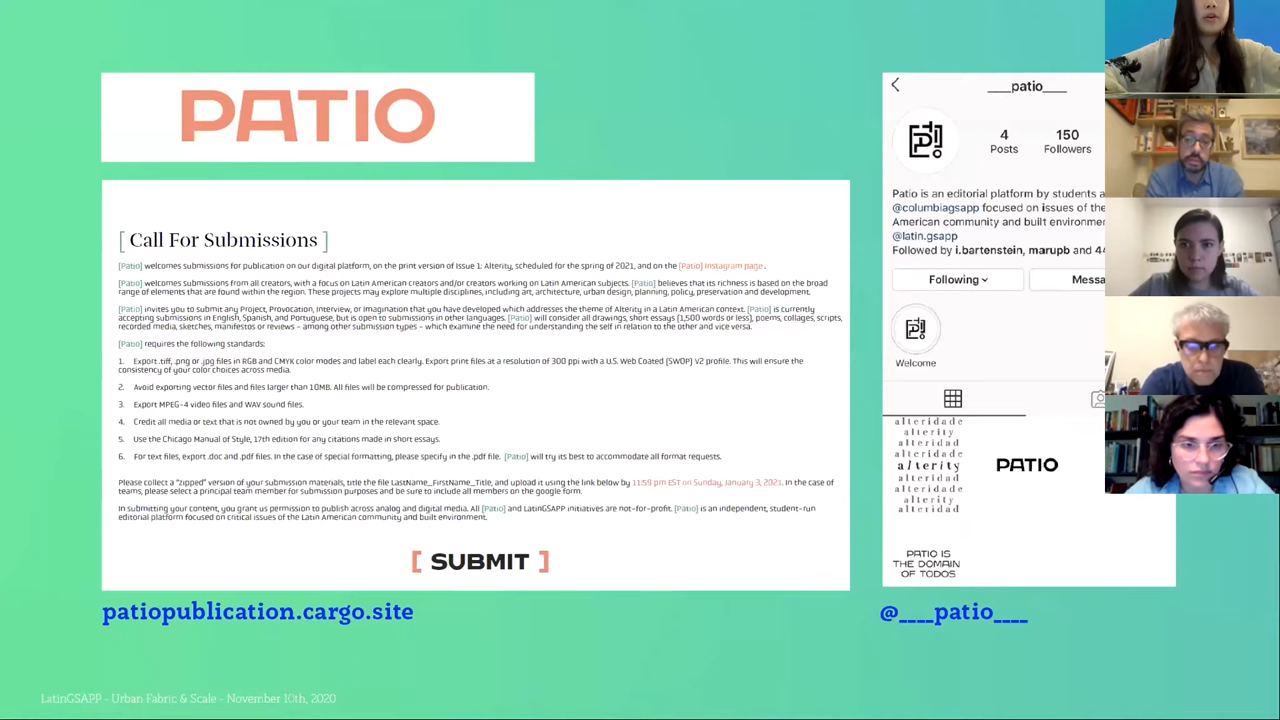 PATIO
[ Call For Submissions ]
[Patio] welcomes submissions for publication on our digital platform, on the print version of Issue 1: Alterity, scheduled for the spring of 2021, and on the [Patio] Instagram page .
[Patio] welcomes submissions from all creators, with a focus on Latin American creators and/or creators working on Latin American subjects. [Patio] believes that its richness is based on the broad
range of elements that are found within the region. These projects may explore multiple disciplines, including art, architecture, urban design, planning, policy, preservation and development.
[Patio] invites you to submit any Project, Provocation, Interview, or Imagination that you have developed which addresses the theme of Alterity in a Latin American context. [Patio] is currently
accepting submissions in English, Spanish, and Portuguese, but is open to submissions in other languages. [Patio] will consider all drawings, short essays (1,500 words or less), poems, collages, scripts,
recorded media, sketches, manifestos or reviews – among other submission types – which examine the need for understanding the self in relation to the other and vice versa.
[Patio] requires the following standards:
1. Export .tiff, .png or .jpg files in RGB and CMYK color modes and label each clearly. Export print files at a resolution of 300 ppi with a U.S. Web Coated (SWOP) V2 profile. This will ensure the
consistency of your color choices across media.
2. Avoid exporting vector files and files larger than 10MB. All files will be compressed for publication.
3. Export MPEG-4 video files and WAV sound files.
4. Credit all media or text that is not owned by you or your team in the relevant space.
5. Use the Chicago Manual of Style, 17th edition for any citations made in short essays.
6. For text files, export .doc and .pdf files. In the case of special formatting, please specify in the .pdf file. [Patio] will try its best to accommodate all format requests.
Please collect a "zipped" version of your submission materials, title the file LastName_FirstName_Title, and upload it using the link below by 11:59 pm EST on Sunday, January 3, 2021. In the case of
teams, please select a principal team member for submission purposes and be sure to include all members on the google form.
In submitting your content, you grant us permission to publish across analog and digital media. All [Patio] and LatinGSAPP initiatives are not-for-profit. [Patio] is an independent, student-run
editorial platform focused on critical issues of the Latin American community and built environment.
[ SUBMIT ]
patiopublication.cargo.site
____patio____
4
Posts
150
Followers
Patio is an editorial platform by students a
@columbiagsapp focused on issues of the
American community and built environm
@latin.gsapp
Followed by i.bartenstein, marupb and 44
Following
Messa
Welcome
alteridade
alterity
alteridad
alteridade
alterity
alteridad
alteridade
alterity
alteridad
PATIO
PATIO IS
THE DOMAIN
OF TODOS
@____patio____
LatinGSAPP - Urban Fabric & Scale - November 10th, 2020